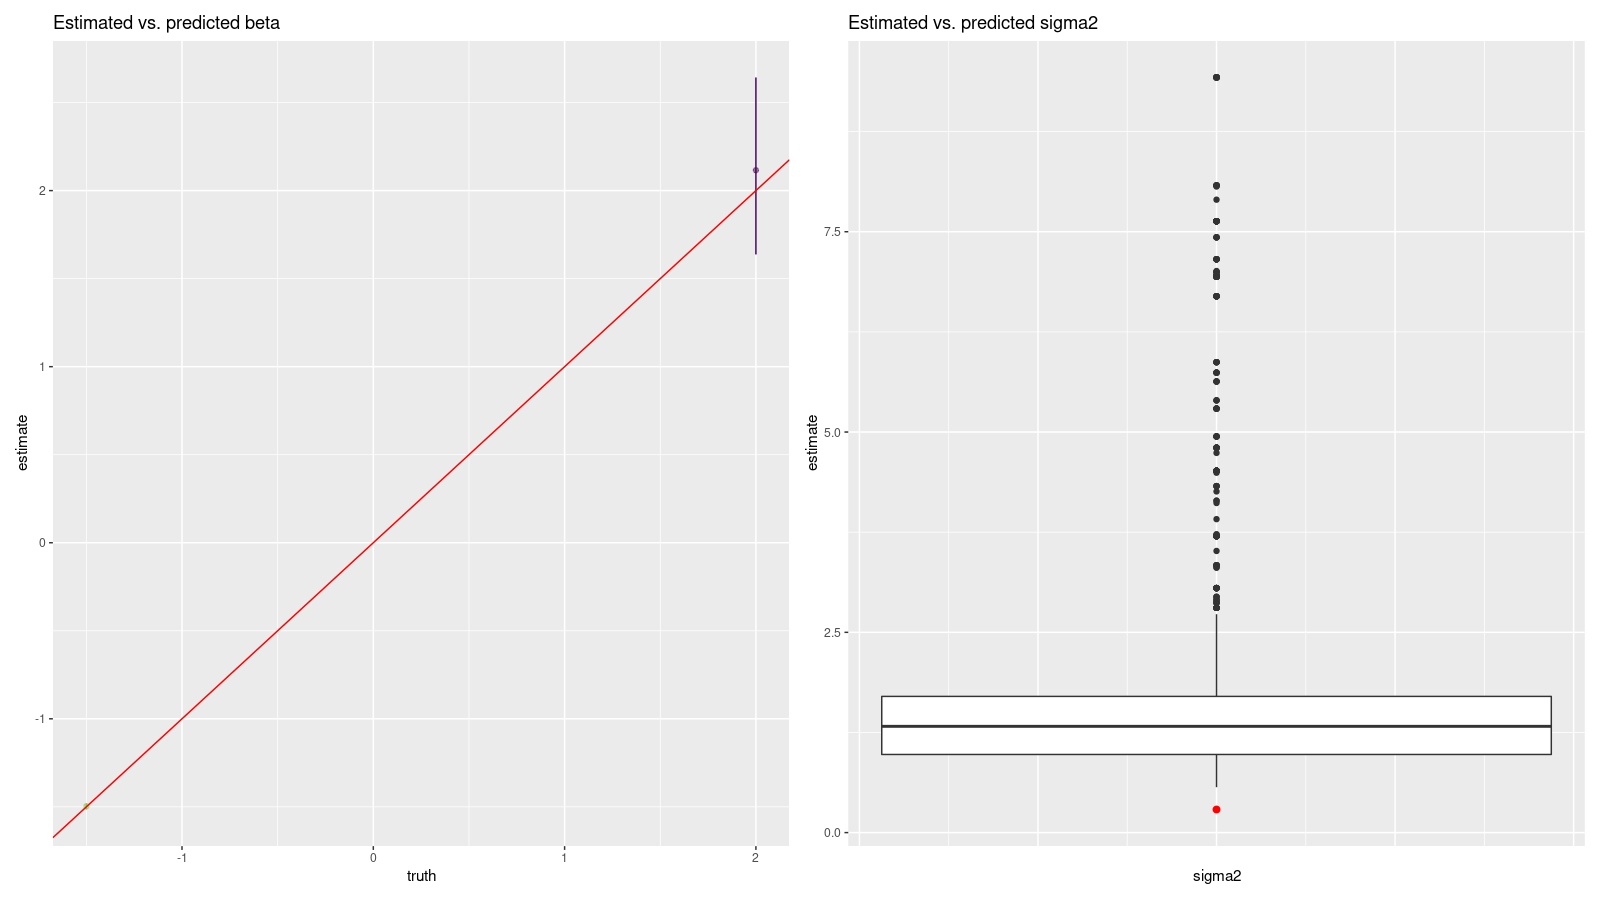 Estimated vs. predicted beta
estimate
2
1
0
-1
-1
0
1
2
truth
Estimated vs. predicted sigma2
estimate
7.5
5.0
2.5
0.0
sigma2